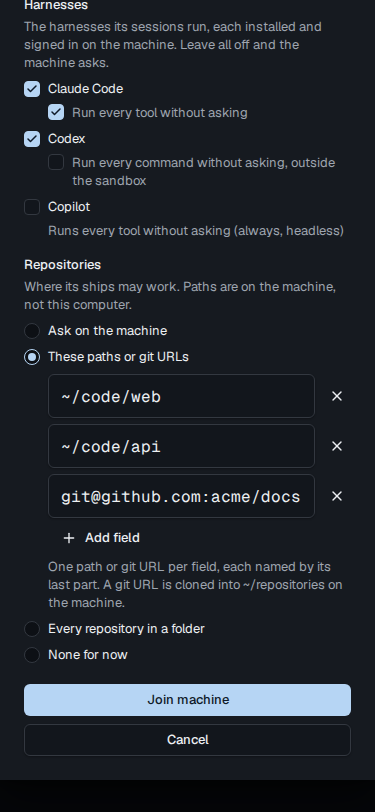 Harnesses
The harnesses its sessions run, each installed and
signed in on the machine. Leave all off and the
machine asks.
Claude Code
Run every tool without asking
Codex
Run every command without asking, outside
the sandbox
Copilot
Runs every tool without asking (always, headless)
Repositories
Where its ships may work. Paths are on the machine,
not this computer.
Ask on the machine
These paths or git URLs
~/code/web
~/code/api
git@github.com:acme/docs
Add field
One path or git URL per field, each named by its
last part. A git URL is cloned into ~/repositories on
the machine.
Every repository in a folder
None for now
Join machine
Cancel